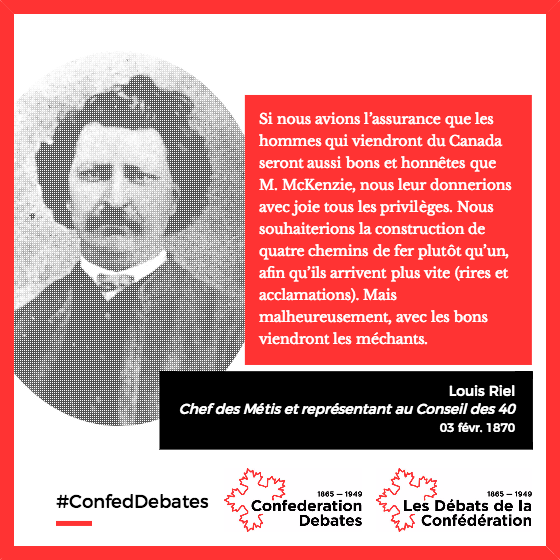 Si nous avions l'assurance que les
hommes qui viendront du Canada
seront aussi bons et honnêtes que
M. McKenzie, nous leur donnerions
avec joie tous les privilèges. Nous
souhaiterions la construction de
quatre chemins de fer plutôt qu'un,
afin qu'ils arrivent plus vite (rires et
acclamations). Mais
malheureusement, avec les bons
viendront les méchants.
Louis Riel
Chef des Métis et représentant au Conseil des 40
03 févr. 1870
#ConfedDebates
1865 — 1949
Confederation
Debates
1865 — 1949
Les Débats de la
Confédération